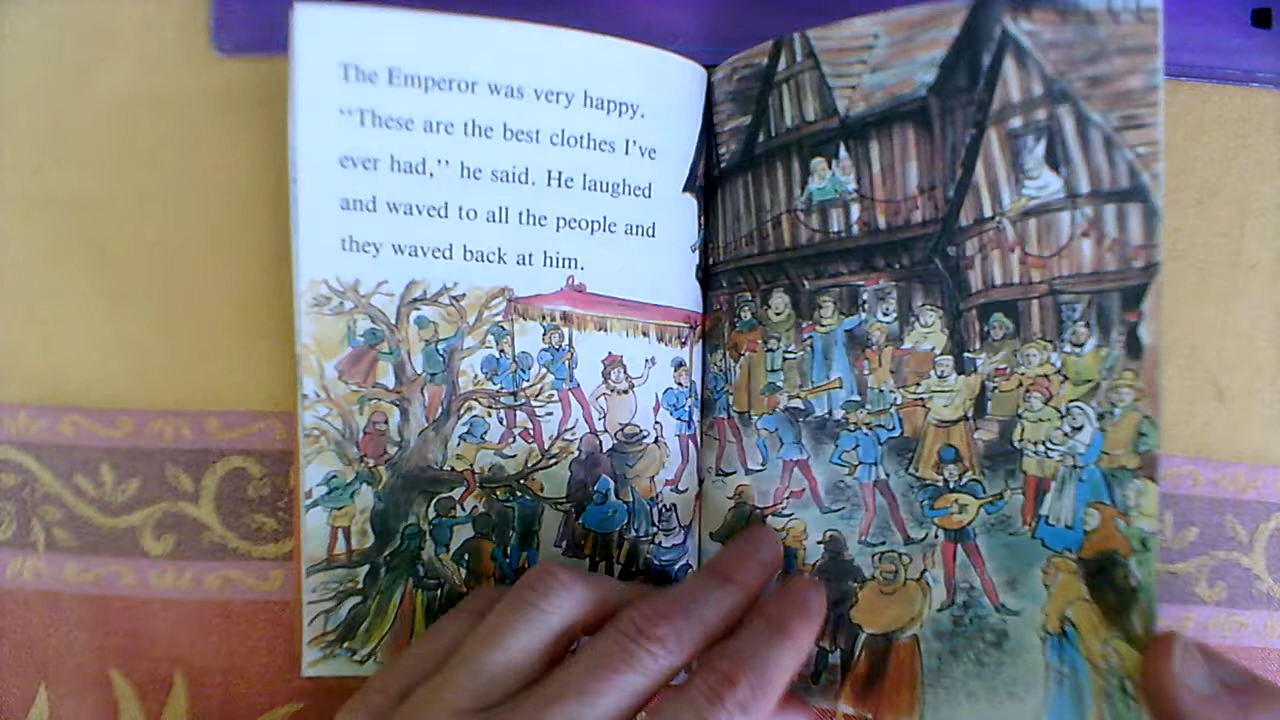 The Emperor was very happy.
‘‘These are the best clothes I’ve
ever had,’’ he said. He laughed
and waved to all the people and
they waved back at him.